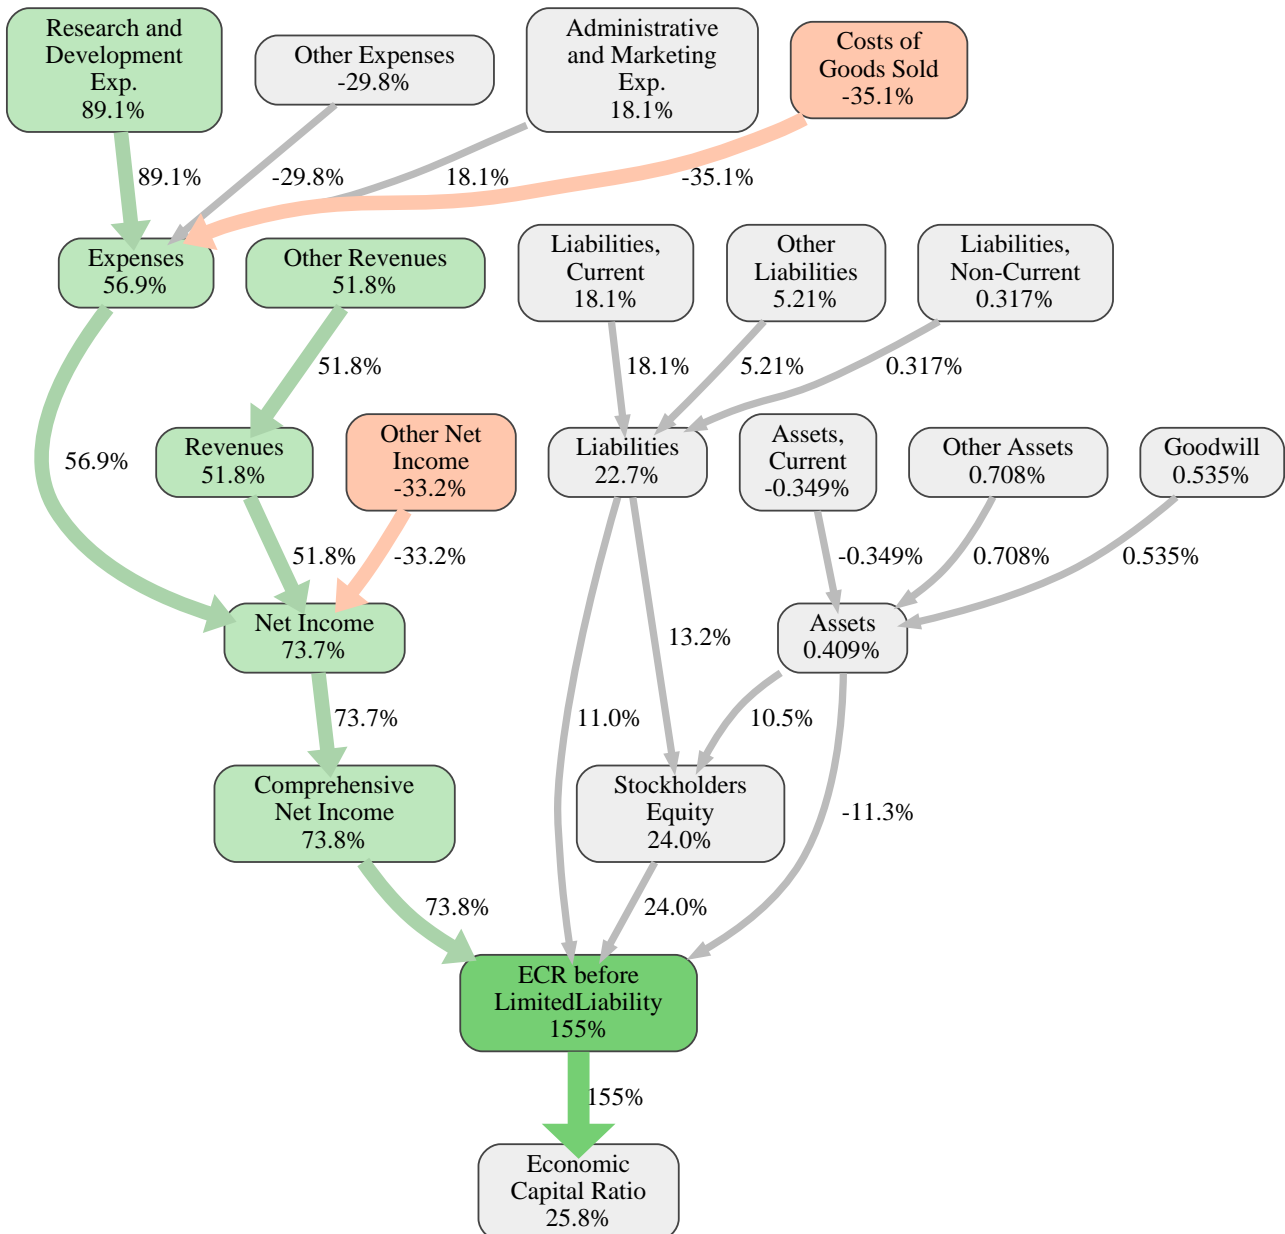 Research and
Development
Exp.
89.1%
Other Expenses
-29.8%
Administrative
and Marketing
Exp.
18.1%
Costs of
Goods Sold
-35.1%
89.1%
-29.8%
18.1%
-35.1%
Expenses
56.9%
Other Revenues
51.8%
Liabilities,
Current
18.1%
Other
Liabilities
5.21%
Liabilities,
Non-Current
0.317%
51.8%
18.1%
5.21%
0.317%
56.9%
Revenues
51.8%
Other Net
Income
-33.2%
Liabilities
22.7%
Assets,
Current
-0.349%
Other Assets
0.708%
Goodwill
0.535%
51.8%
-33.2%
-0.349%
0.708%
0.535%
Net Income
73.7%
13.2%
Assets
0.409%
73.7%
11.0%
10.5%
Comprehensive
Net Income
73.8%
Stockholders
Equity
24.0%
-11.3%
73.8%
24.0%
ECR before
LimitedLiability
155%
155%
Economic
Capital Ratio
25.8%